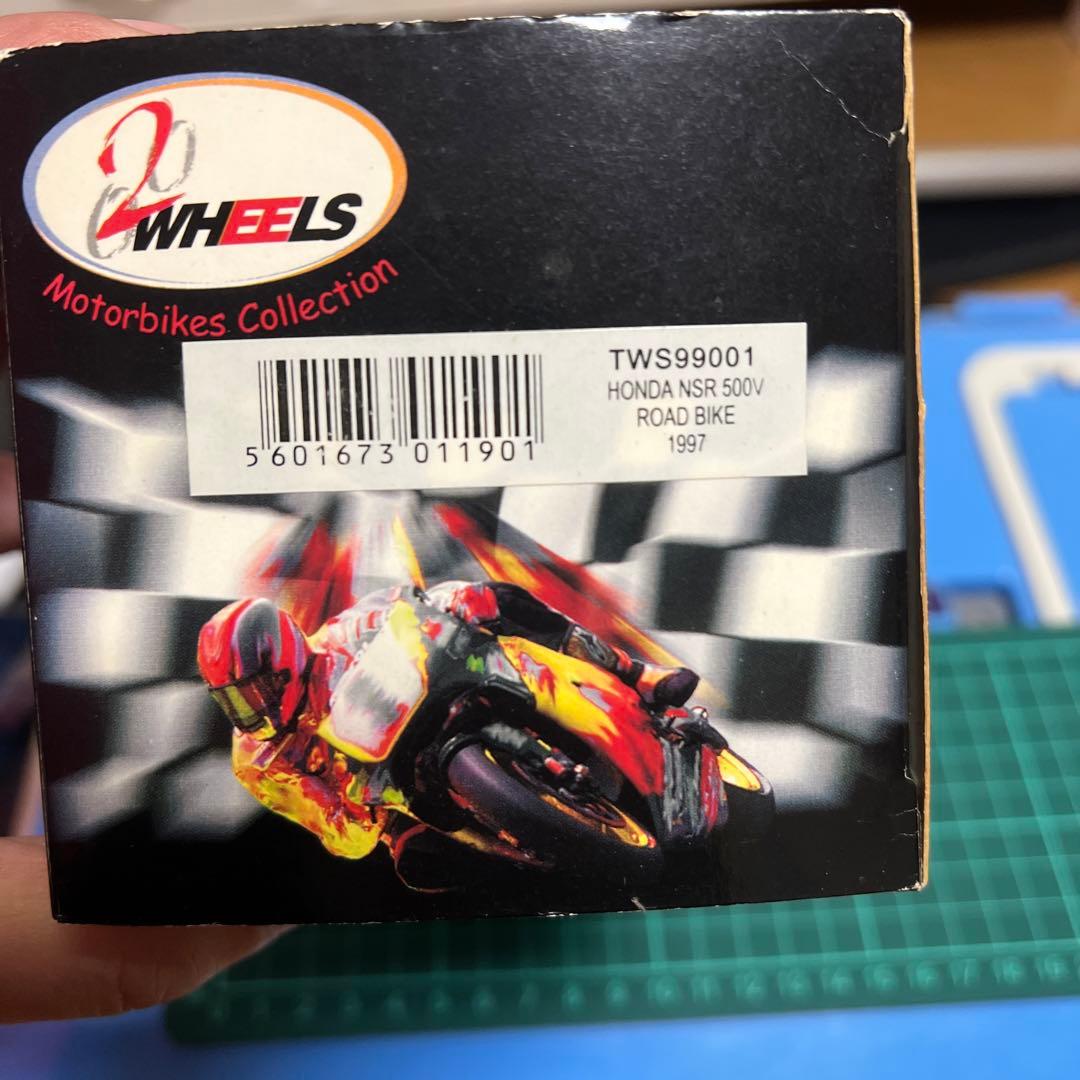 2
WHEELS
Motorbikes Collection
TWS99001
HONDA NSR 500V
ROAD BIKE
1997
5 601673 011901